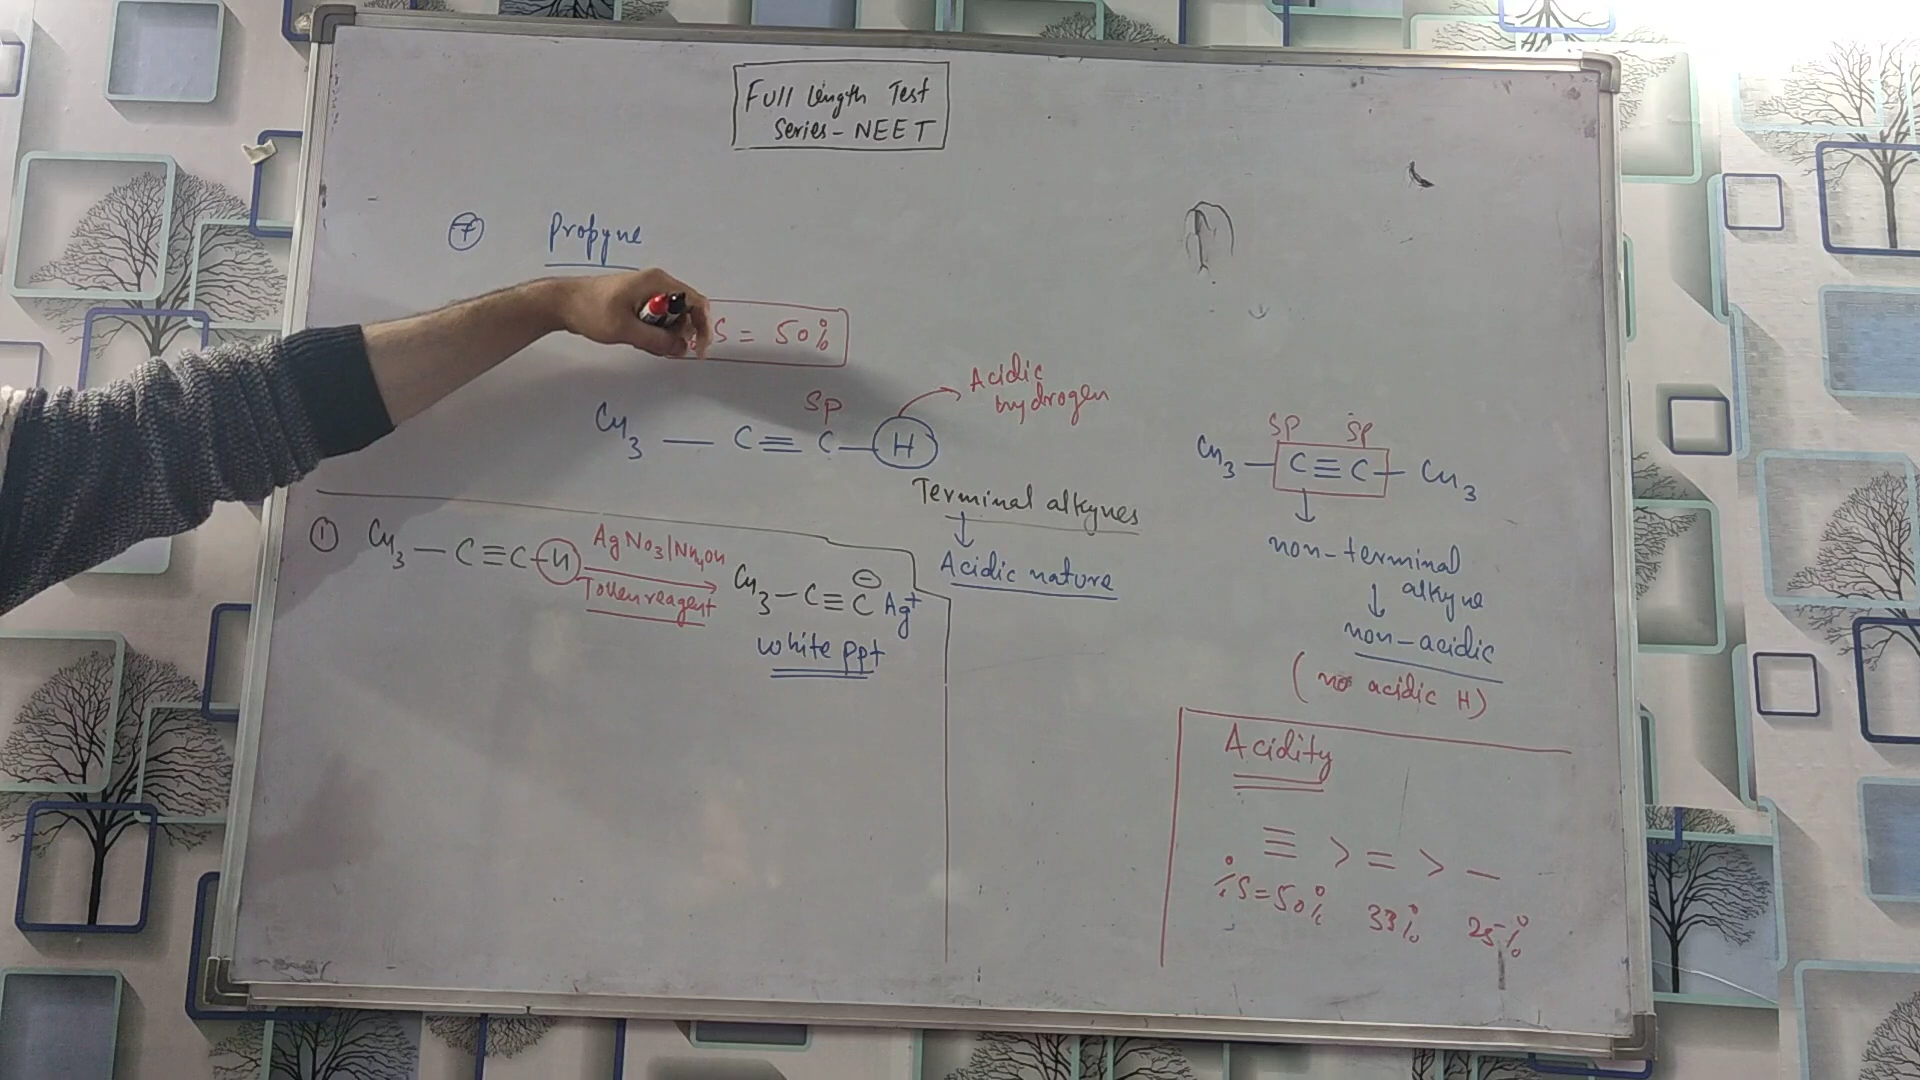 Full length Test
Series - NEET
⑦ Propyne
S = 50%
Sp
CH3 — C ≡ C — H
Acidic
hydrogen
Terminal alkynes
↓
Acidic nature
① CH3 — C ≡ C – H
AgNO3/NH4OH
Tollen reagent
CH3 – C ≡ C⊖ Ag+
white ppt
Sp Sp
CH3 — C ≡ C — CH3
↓
non-terminal
alkyne
↓
non-acidic
(no acidic H)
Acidity
≡ > = > —
% S = 50% 33% 25%